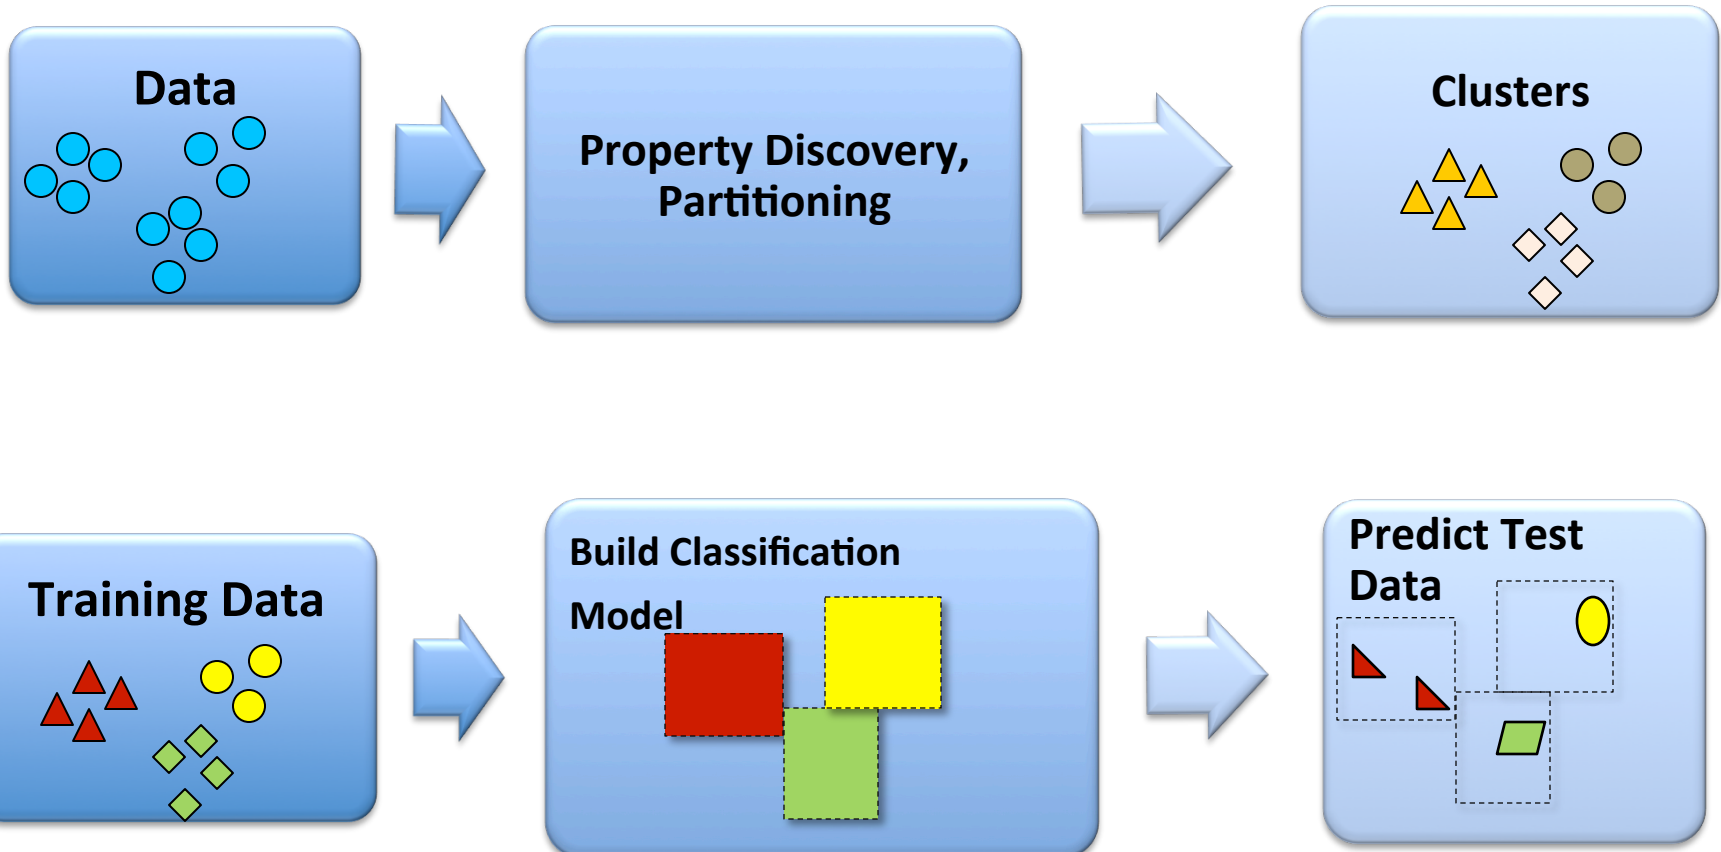 Data
Property Discovery,
Partitioning
Clusters
Training Data
Build Classification
Model
Predict Test
Data